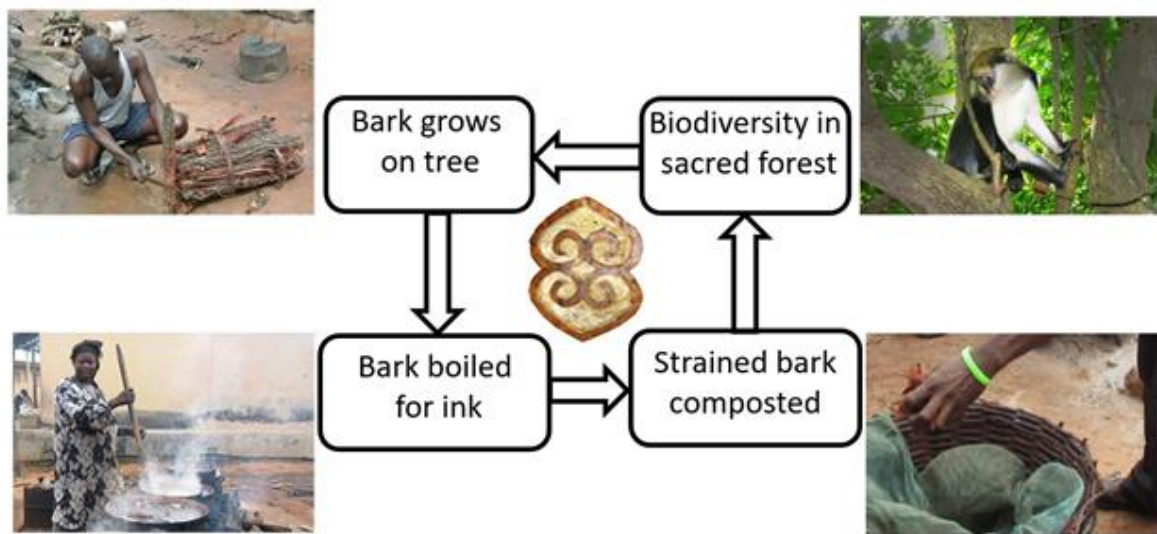 Bark grows
on tree
Biodiversity in
sacred forest
Bark boiled
for ink
Strained bark
composted